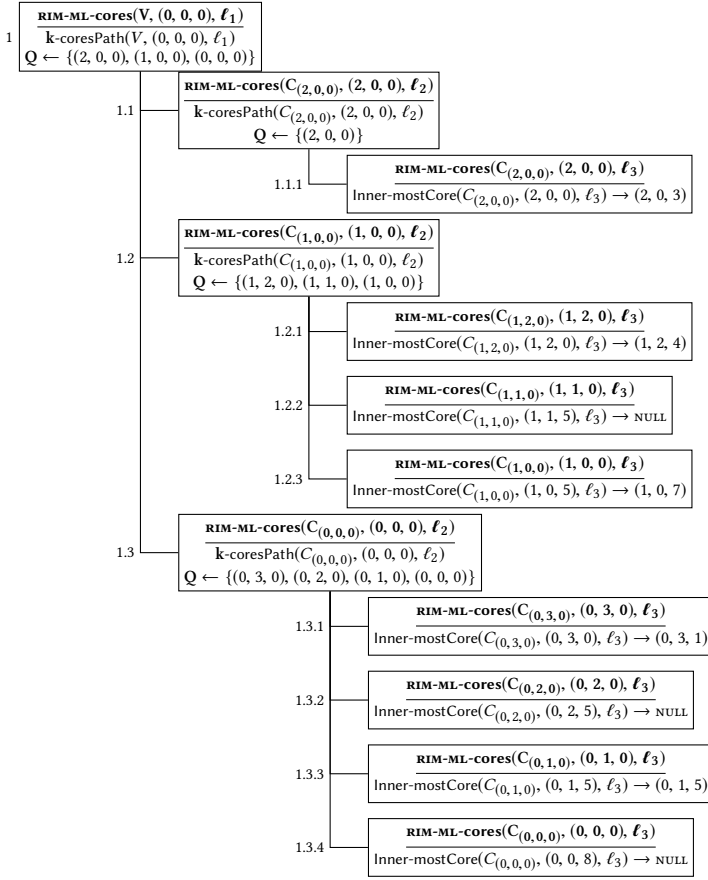 RIM-ML-cores(V, (0, 0, 0), ℓ₁)
1
k-coresPath(V, (0, 0, 0), ℓ₁)
Q ← {(2, 0, 0), (1, 0, 0), (0, 0, 0)}
RIM-ML-cores(C₍₂,₀,₀₎, (2, 0, 0), ℓ₂)
1.1
k-coresPath(C₍₂,₀,₀₎, (2, 0, 0), ℓ₂)
Q ← {(2, 0, 0)}
RIM-ML-cores(C₍₂,₀,₀₎, (2, 0, 0), ℓ₃)
1.1.1
Inner-mostCore(C₍₂,₀,₀₎, (2, 0, 0), ℓ₃) → (2, 0, 3)
RIM-ML-cores(C₍₁,₀,₀₎, (1, 0, 0), ℓ₂)
1.2
k-coresPath(C₍₁,₀,₀₎, (1, 0, 0), ℓ₂)
Q ← {(1, 2, 0), (1, 1, 0), (1, 0, 0)}
RIM-ML-cores(C₍₁,₂,₀₎, (1, 2, 0), ℓ₃)
1.2.1
Inner-mostCore(C₍₁,₂,₀₎, (1, 2, 0), ℓ₃) → (1, 2, 4)
RIM-ML-cores(C₍₁,₁,₀₎, (1, 1, 0), ℓ₃)
1.2.2
Inner-mostCore(C₍₁,₁,₀₎, (1, 1, 5), ℓ₃) → NULL
RIM-ML-cores(C₍₁,₀,₀₎, (1, 0, 0), ℓ₃)
1.2.3
Inner-mostCore(C₍₁,₀,₀₎, (1, 0, 5), ℓ₃) → (1, 0, 7)
RIM-ML-cores(C₍₀,₀,₀₎, (0, 0, 0), ℓ₂)
1.3
k-coresPath(C₍₀,₀,₀₎, (0, 0, 0), ℓ₂)
Q ← {(0, 3, 0), (0, 2, 0), (0, 1, 0), (0, 0, 0)}
RIM-ML-cores(C₍₀,₃,₀₎, (0, 3, 0), ℓ₃)
1.3.1
Inner-mostCore(C₍₀,₃,₀₎, (0, 3, 0), ℓ₃) → (0, 3, 1)
RIM-ML-cores(C₍₀,₂,₀₎, (0, 2, 0), ℓ₃)
1.3.2
Inner-mostCore(C₍₀,₂,₀₎, (0, 2, 5), ℓ₃) → NULL
RIM-ML-cores(C₍₀,₁,₀₎, (0, 1, 0), ℓ₃)
1.3.3
Inner-mostCore(C₍₀,₁,₀₎, (0, 1, 5), ℓ₃) → (0, 1, 5)
RIM-ML-cores(C₍₀,₀,₀₎, (0, 0, 0), ℓ₃)
1.3.4
Inner-mostCore(C₍₀,₀,₀₎, (0, 0, 8), ℓ₃) → NULL